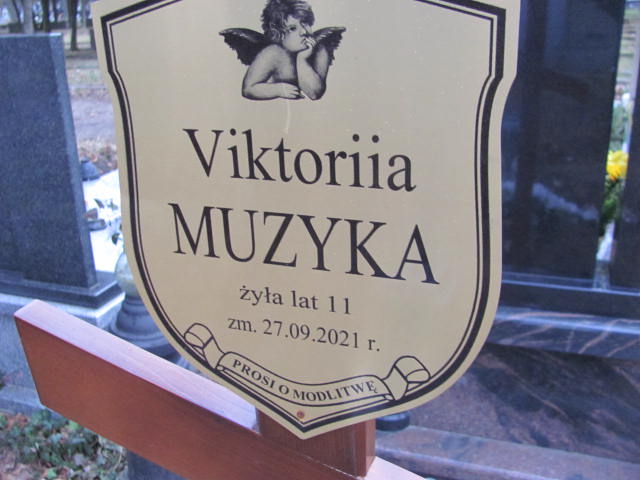 Viktoriia
MUZYKA
żyła lat 11
zm. 27.09.2021 r.
PROSI O MODLITWĘ